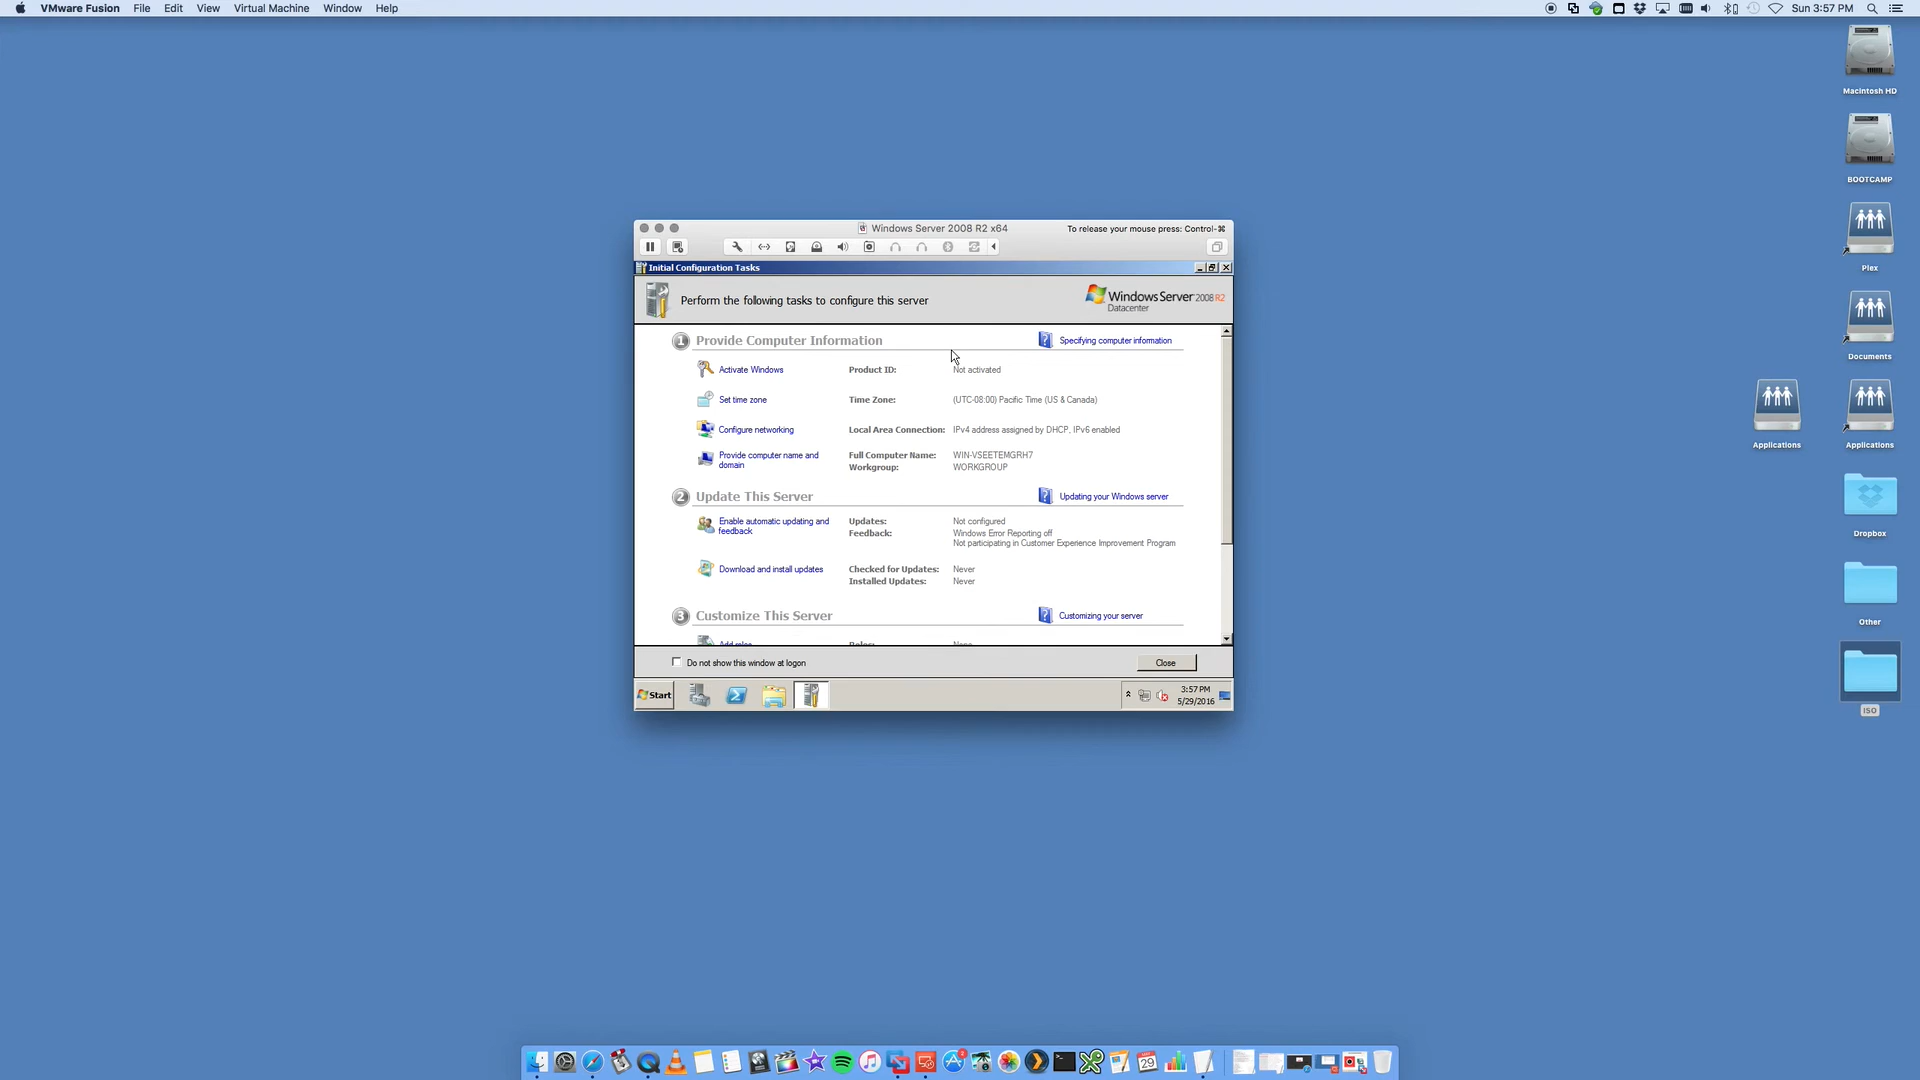 VMware Fusion File Edit View Virtual Machine Window Help Sun 3:57 PM
Macintosh HD
BOOTCAMP
Plex
Documents
Applications Applications
Dropbox
Other
ISO
Windows Server 2008 R2 x64 To release your mouse press: Control-⌘
Initial Configuration Tasks
Perform the following tasks to configure this server
Windows Server 2008 R2
Datacenter
1 Provide Computer Information Specifying computer information
Activate Windows Product ID: Not activated
Set time zone Time Zone: (UTC-08:00) Pacific Time (US & Canada)
Configure networking Local Area Connection: IPv4 address assigned by DHCP, IPv6 enabled
Provide computer name and domain Full Computer Name: WIN-VSEETEMGRH7
Workgroup: WORKGROUP
2 Update This Server Updating your Windows server
Enable automatic updating and feedback Updates: Not configured
Feedback: Windows Error Reporting off
Not participating in Customer Experience Improvement Program
Download and install updates Checked for Updates: Never
Installed Updates: Never
3 Customize This Server Customizing your server
Add roles Roles: None
Do not show this window at logon Close
Start 3:57 PM
5/29/2016
29